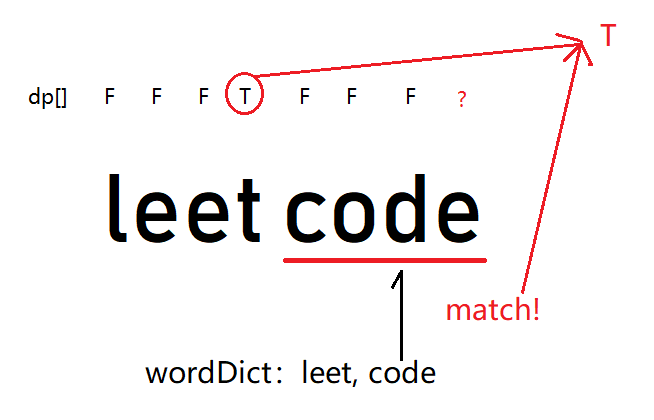 T
dp[] F F F T F F F ?
leet code
match!
wordDict: leet, code